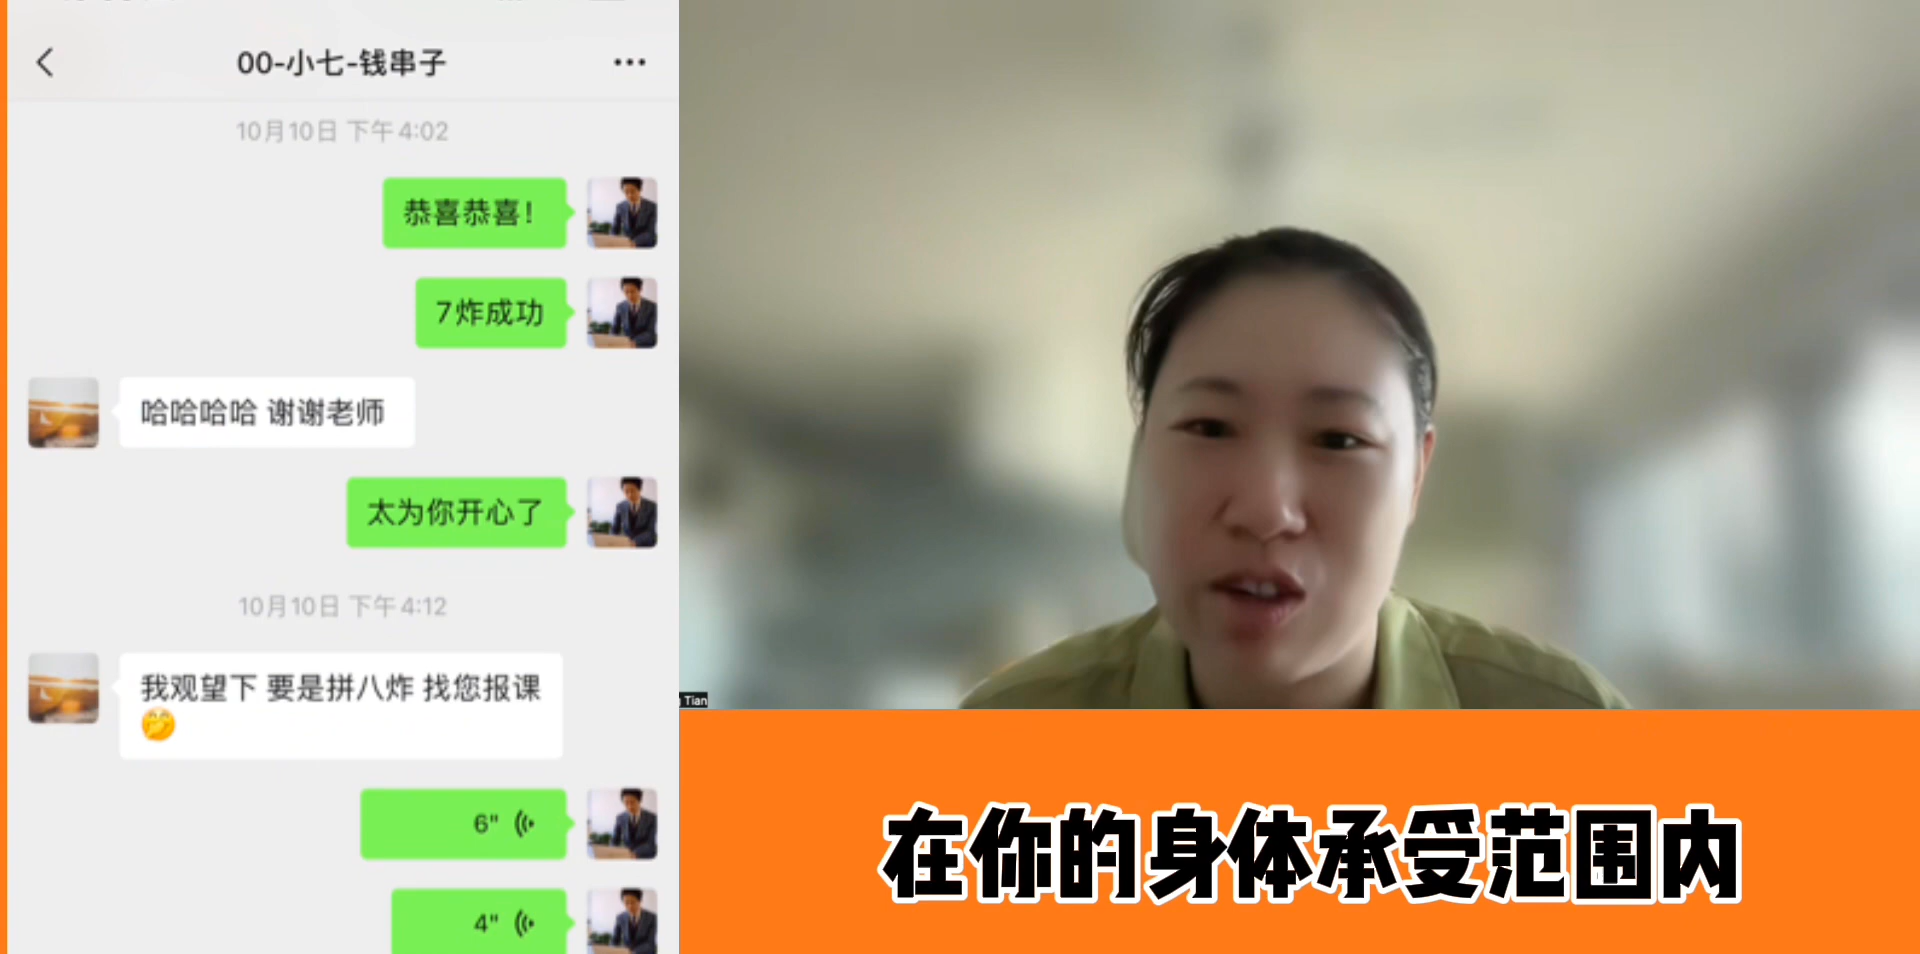 00-小七-钱串子
10月10日 下午4:02
恭喜恭喜！
7炸成功
哈哈哈哈 谢谢老师
太为你开心了
10月10日 下午4:12
我观望下 要是拼八炸 找您报课
6"
4"
Tian
在你的身体承受范围内